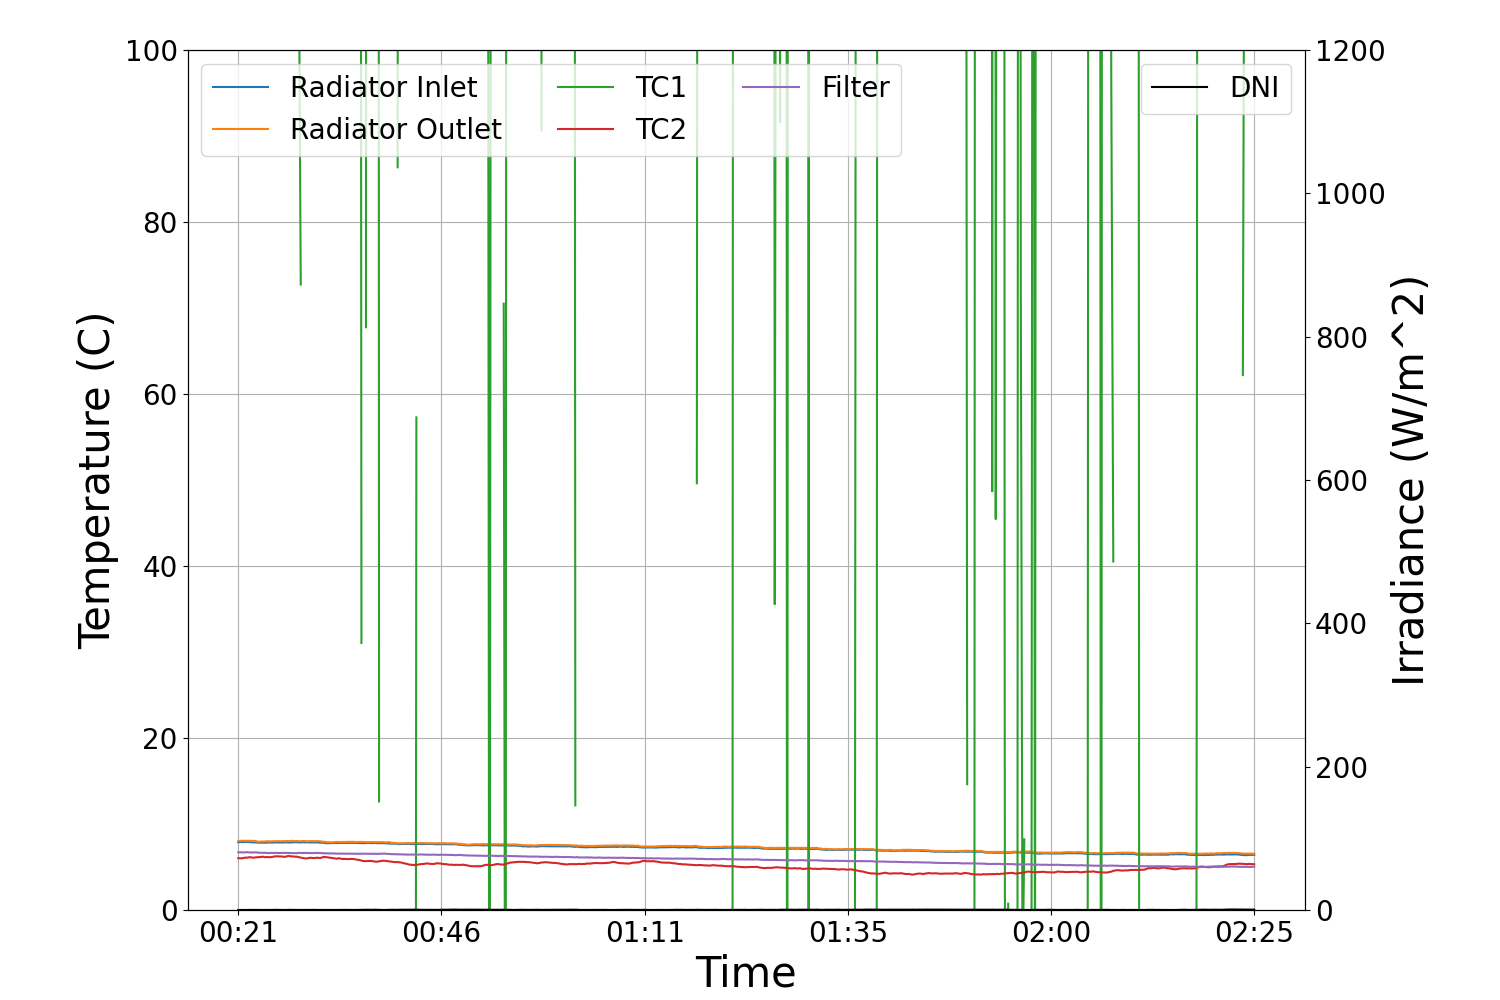 100
80
60
40
20
0
Temperature (C)
Radiator Inlet
Radiator Outlet
TC1
TC2
Filter
DNI
1200
1000
800
600
400
200
0
Irradiance (W/m^2)
00:21 00:46 01:11 01:35 02:00 02:25
Time